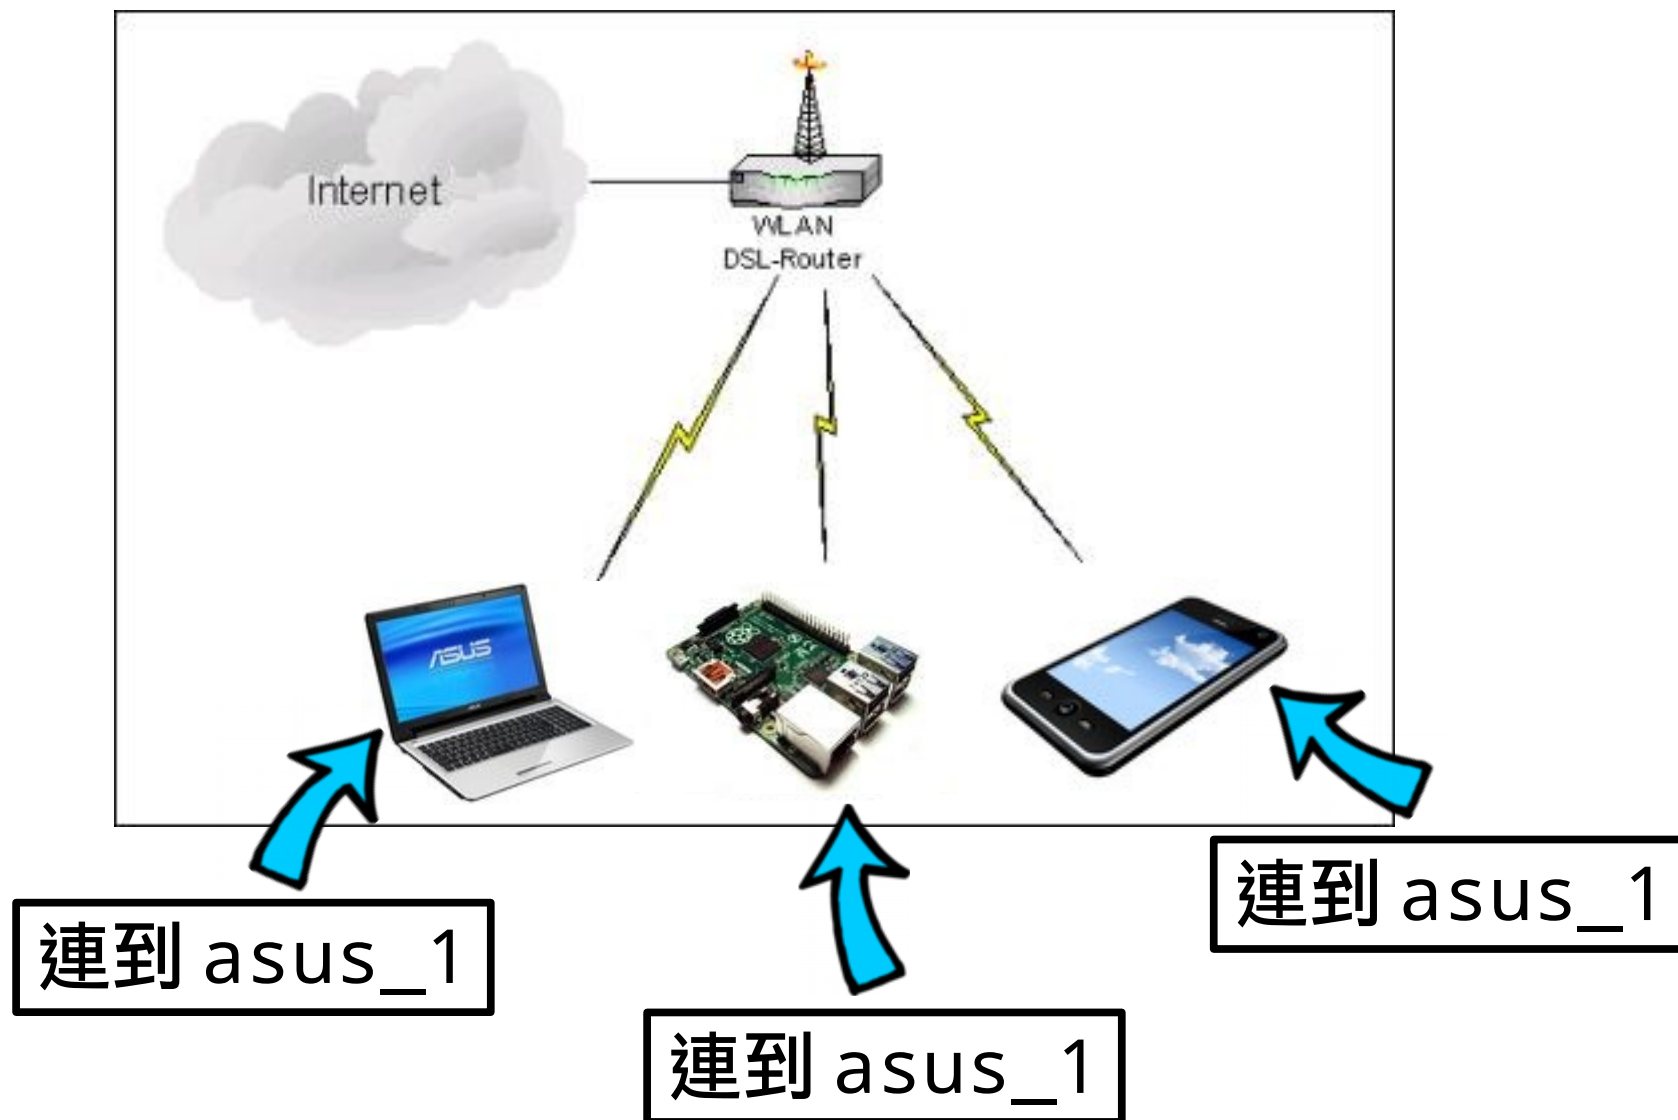 Internet
WLAN
DSL-Router
ASUS
連到 asus_1
連到 asus_1
連到 asus_1